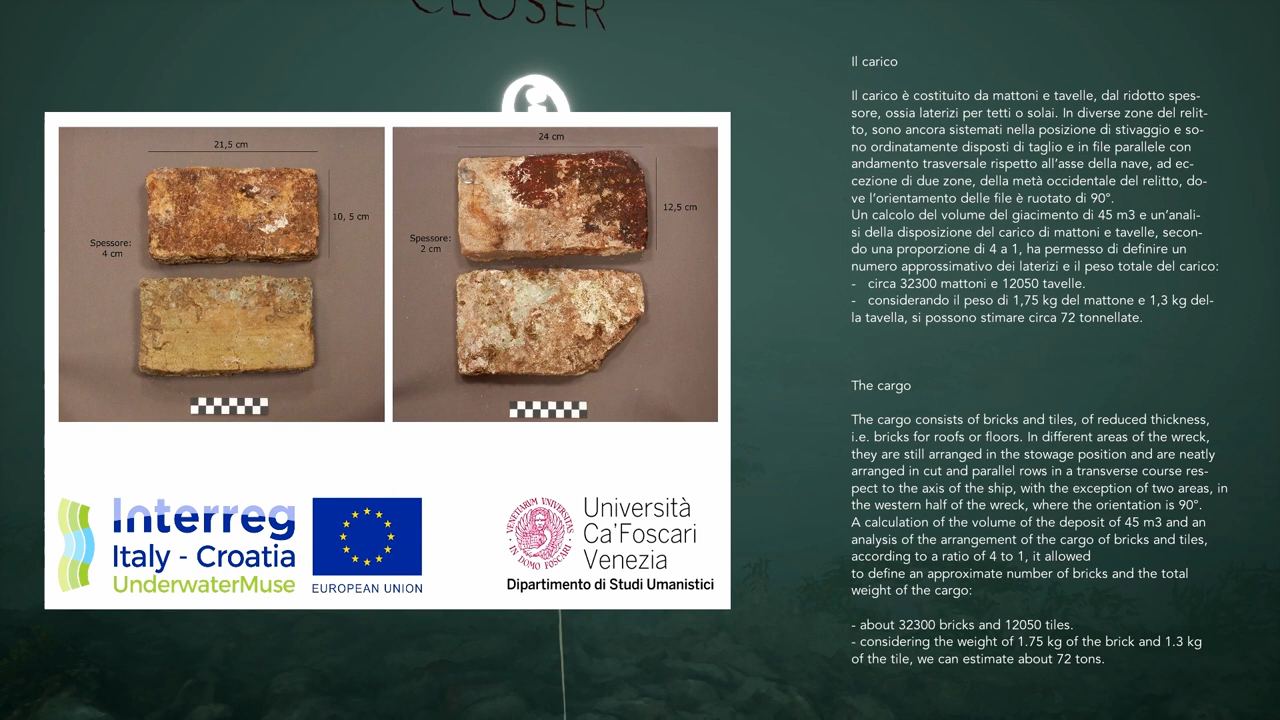 CLOSER
21,5 cm
10, 5 cm
Spessore:
4 cm
24 cm
12,5 cm
Spessore:
2 cm
Interreg
Italy - Croatia
UnderwaterMuse
EUROPEAN UNION
Università
Ca'Foscari
Venezia
Dipartimento di Studi Umanistici
VENETIARVM VNIVERSITAS
IN DOMO FOSCARI
Il carico
Il carico è costituito da mattoni e tavelle, dal ridotto spes-
sore, ossia laterizi per tetti o solai. In diverse zone del relit-
to, sono ancora sistemati nella posizione di stivaggio e so-
no ordinatamente disposti di taglio e in file parallele con
andamento trasversale rispetto all’asse della nave, ad ec-
cezione di due zone, della metà occidentale del relitto, do-
ve l’orientamento delle file è ruotato di 90°.
Un calcolo del volume del giacimento di 45 m3 e un’anali-
si della disposizione del carico di mattoni e tavelle, secon-
do una proporzione di 4 a 1, ha permesso di definire un
numero approssimativo dei laterizi e il peso totale del carico:
- circa 32300 mattoni e 12050 tavelle.
- considerando il peso di 1,75 kg del mattone e 1,3 kg del-
la tavella, si possono stimare circa 72 tonnellate.
The cargo
The cargo consists of bricks and tiles, of reduced thickness,
i.e. bricks for roofs or floors. In different areas of the wreck,
they are still arranged in the stowage position and are neatly
arranged in cut and parallel rows in a transverse course res-
pect to the axis of the ship, with the exception of two areas, in
the western half of the wreck, where the orientation is 90°.
A calculation of the volume of the deposit of 45 m3 and an
analysis of the arrangement of the cargo of bricks and tiles,
according to a ratio of 4 to 1, it allowed
to define an approximate number of bricks and the total
weight of the cargo:
- about 32300 bricks and 12050 tiles.
- considering the weight of 1.75 kg of the brick and 1.3 kg
of the tile, we can estimate about 72 tons.